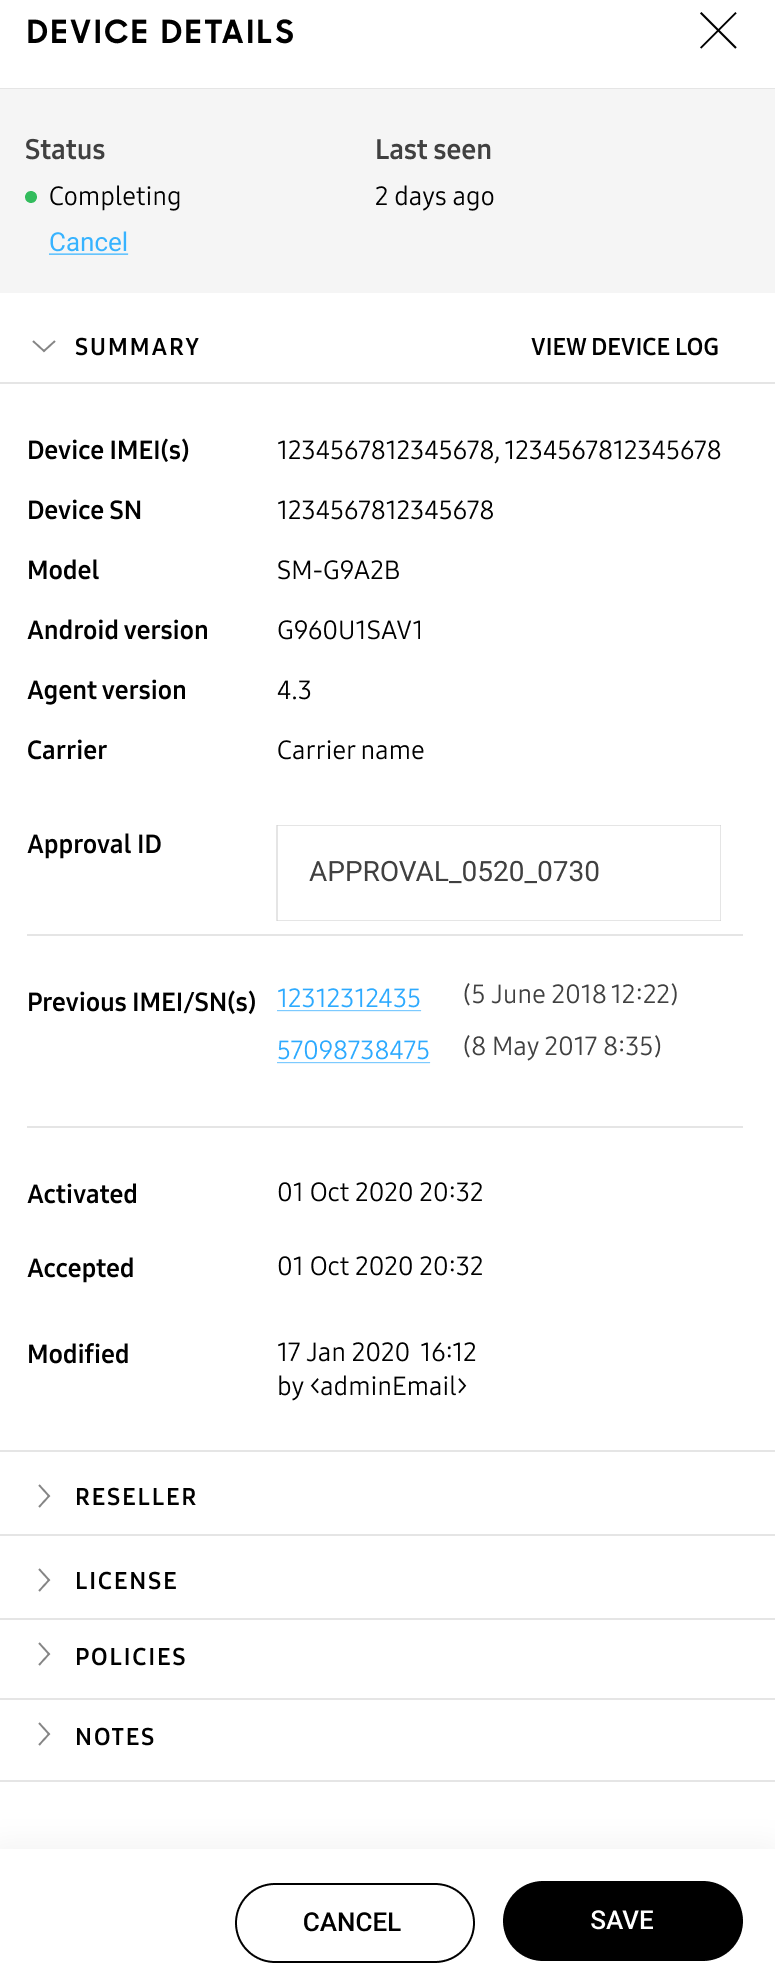 DEVICE DETAILS
Status Last seen
Completing 2 days ago
Cancel
SUMMARY VIEW DEVICE LOG
Device IMEI(s) 1234567812345678, 1234567812345678
Device SN 1234567812345678
Model SM-G9A2B
Android version G960U1SAV1
Agent version 4.3
Carrier Carrier name
Approval ID APPROVAL_0520_0730
Previous IMEI/SN(s) 12312312435 (5 June 2018 12:22)
57098738475 (8 May 2017 8:35)
Activated 01 Oct 2020 20:32
Accepted 01 Oct 2020 20:32
Modified 17 Jan 2020 16:12
by <adminEmail>
RESELLER
LICENSE
POLICIES
NOTES
CANCEL SAVE